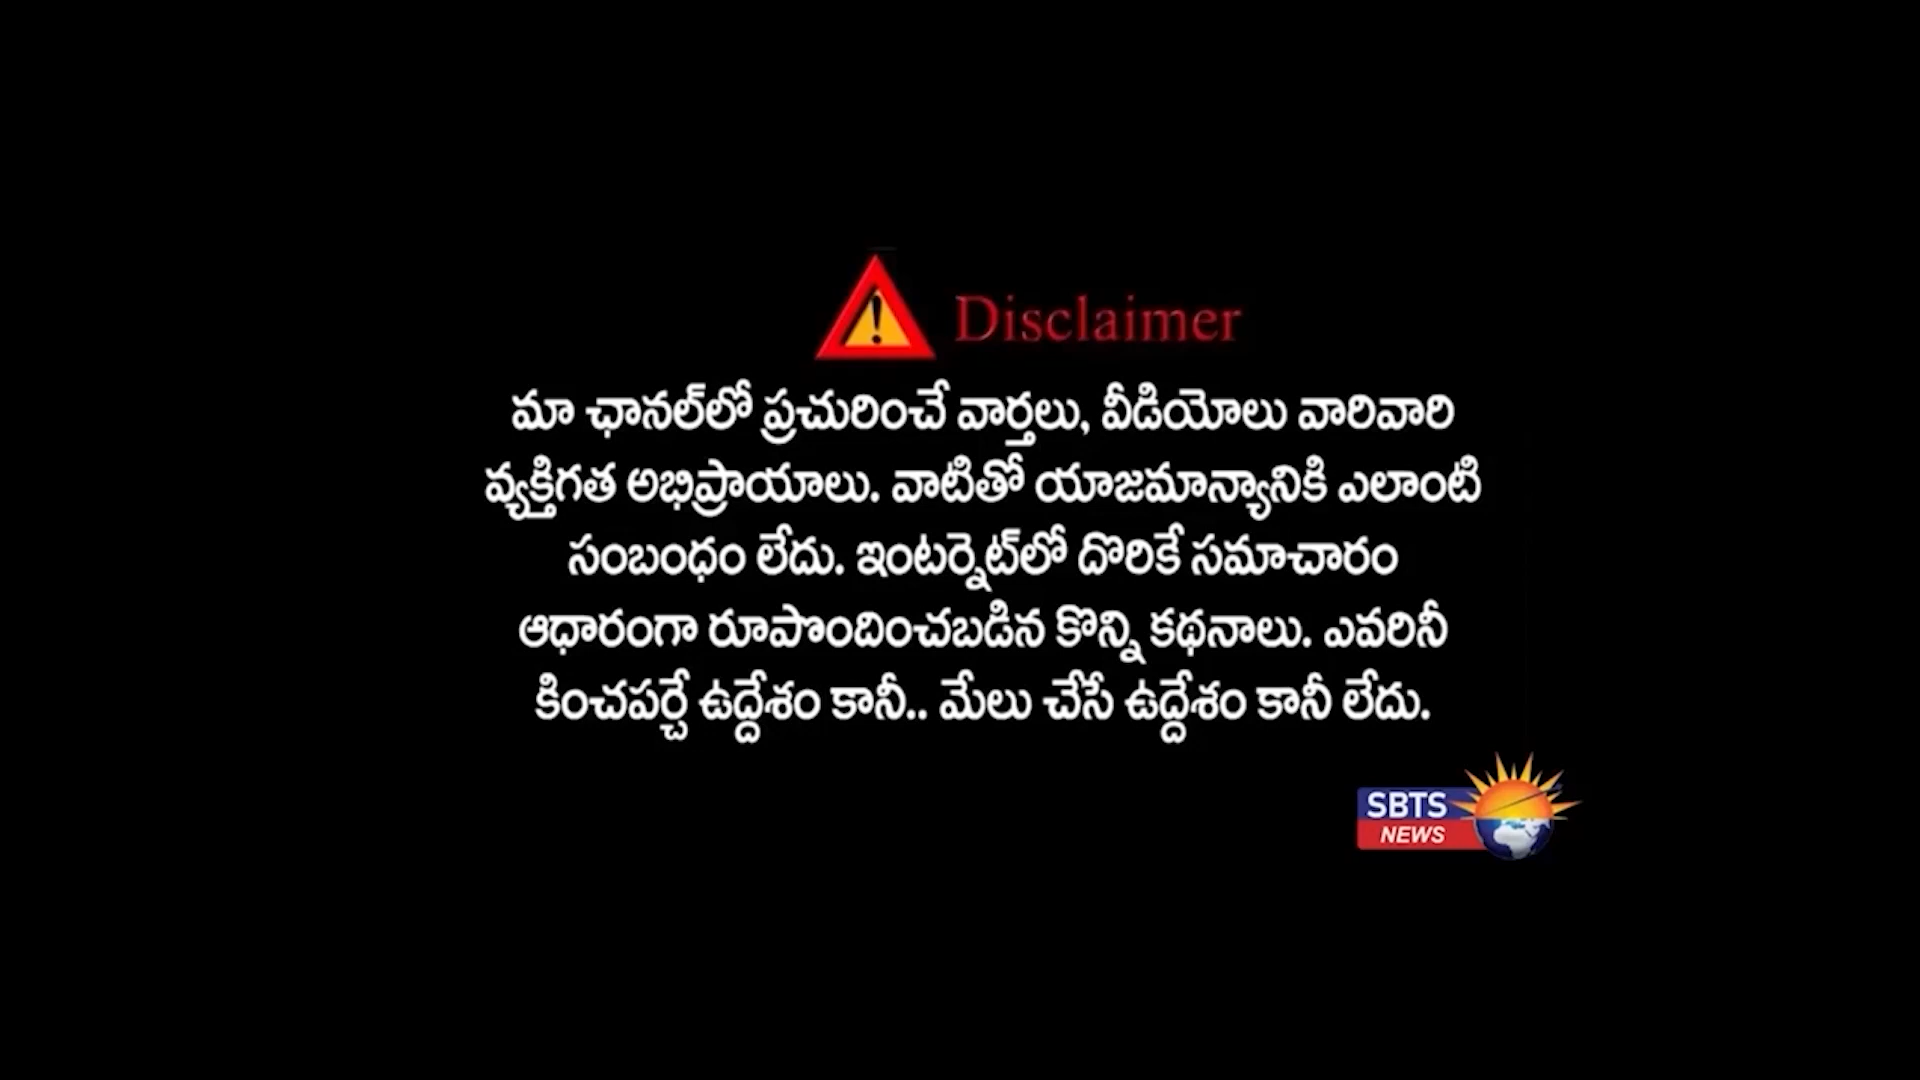 Disclaimer
మా ఛానల్‌లో ప్రచురించే వార్తలు, వీడియోలు వారివారి
వ్యక్తిగత అభిప్రాయాలు. వాటితో యాజమాన్యానికి ఎలాంటి
సంబంధం లేదు. ఇంటర్నెట్‌లో దొరికే సమాచారం
ఆధారంగా రూపొందించబడిన కొన్ని కథనాలు. ఎవరినీ
కించపర్చే ఉద్దేశం కానీ.. మేలు చేసే ఉద్దేశం కానీ లేదు.
SBTS
NEWS